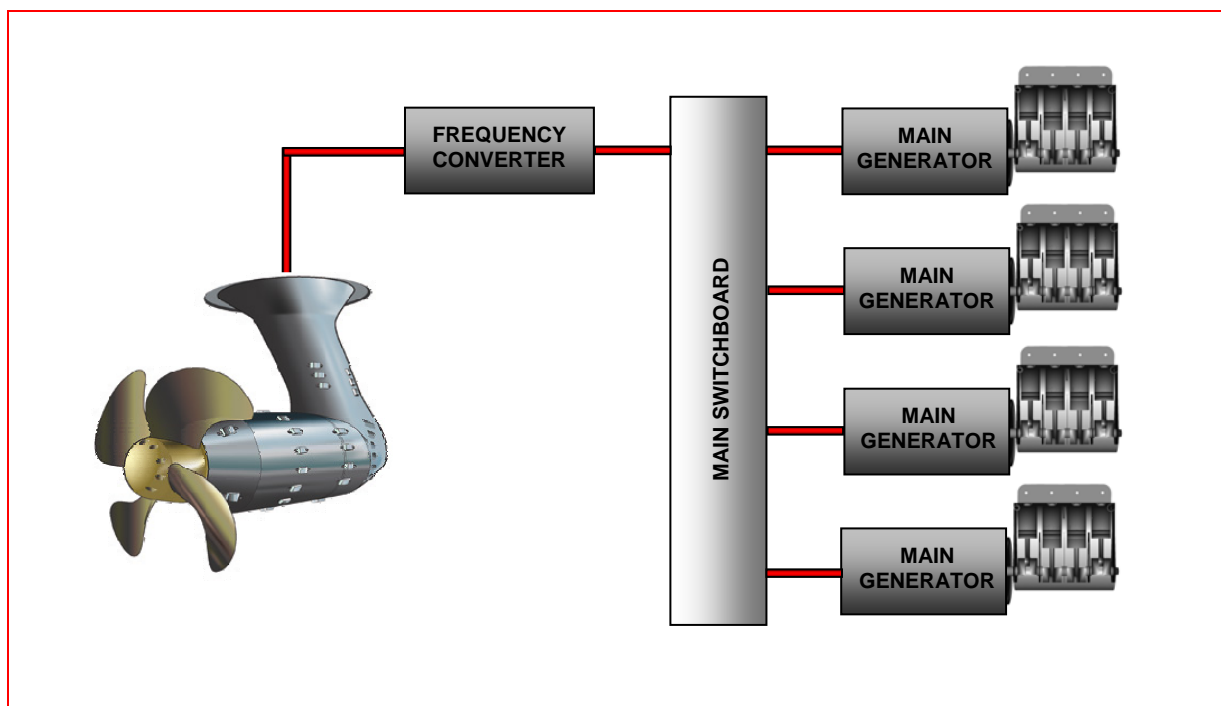 FREQUENCY
CONVERTER
MAIN SWITCHBOARD
MAIN
GENERATOR
MAIN
GENERATOR
MAIN
GENERATOR
MAIN
GENERATOR